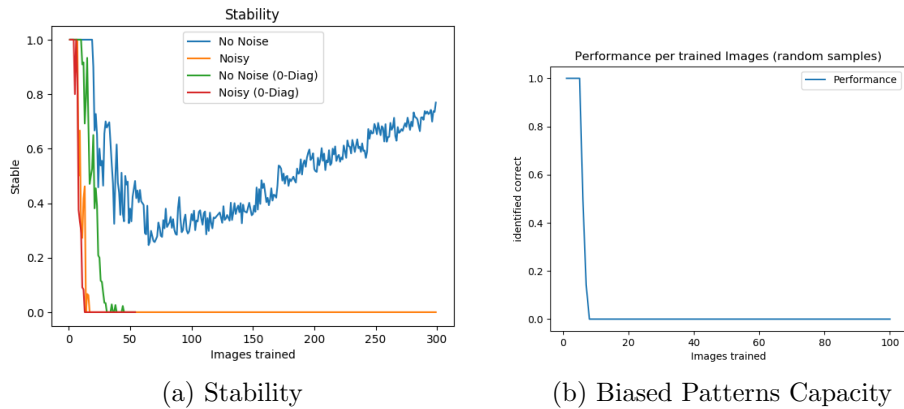 Stability
No Noise
Noisy
No Noise (0-Diag)
Noisy (0-Diag)
Stable
1.0
0.8
0.6
0.4
0.2
0.0
0 50 100 150 200 250 300
Images trained
(a) Stability
Performance per trained Images (random samples)
Performance
identified correct
1.0
0.8
0.6
0.4
0.2
0.0
0 20 40 60 80 100
Images trained
(b) Biased Patterns Capacity